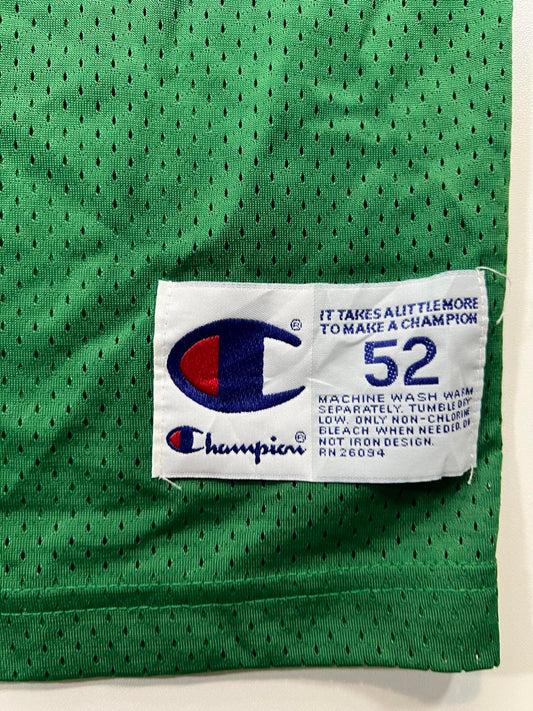 IT TAKES A LITTLE MORE
TO MAKE A CHAMPION
®
52
MACHINE WASH WARM
SEPARATELY. TUMBLE DRY
LOW. ONLY NON-CHLORINE
BLEACH WHEN NEEDED. DO
NOT IRON DESIGN.
RN 26094
Champion®